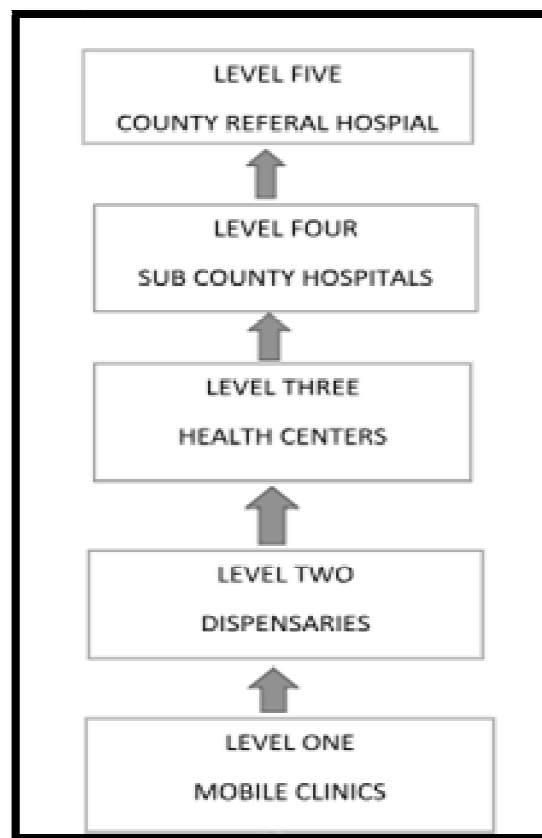 LEVEL FIVE
COUNTY REFERAL HOSPIAL
LEVEL FOUR
SUB COUNTY HOSPITALS
LEVEL THREE
HEALTH CENTERS
LEVEL TWO
DISPENSARIES
LEVEL ONE
MOBILE CLINICS